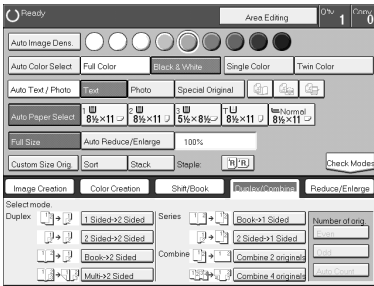 Ready
Area Editing
Q'ty 1
Copy 0
Auto Image Dens.
Auto Color Select Full Color Black & White Single Color Twin Color
Auto Text / Photo Text Photo Special Original
Auto Paper Select 1 8½×11 2 8½×11 3 5½×8½ T 8½×11 Normal 8½×11
Full Size Auto Reduce/Enlarge 100%
Custom Size Orig. Sort Stack Staple: Check Modes
Image Creation Color Creation Shift/Book Duplex/Combine Reduce/Enlarge
Select mode.
Duplex 1 Sided->2 Sided Series Book->1 Sided Number of orig.
2 Sided->2 Sided 2 Sided->1 Sided Even
Book->2 Sided Combine Combine 2 originals Odd
Multi->2 Sided Combine 4 originals Auto Count